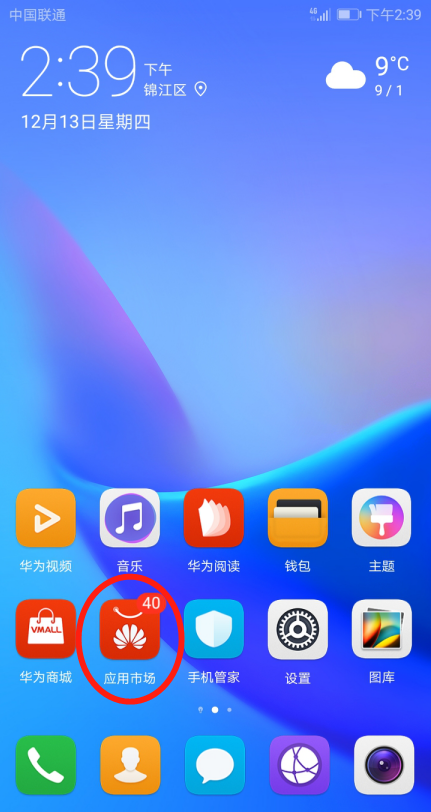 中国联通
4G
下午2:39
2:39
下午
锦江区
9°C
9 / 1
12月13日星期四
华为视频
音乐
华为阅读
钱包
主题
VMALL
40
华为商城
应用市场
手机管家
设置
图库